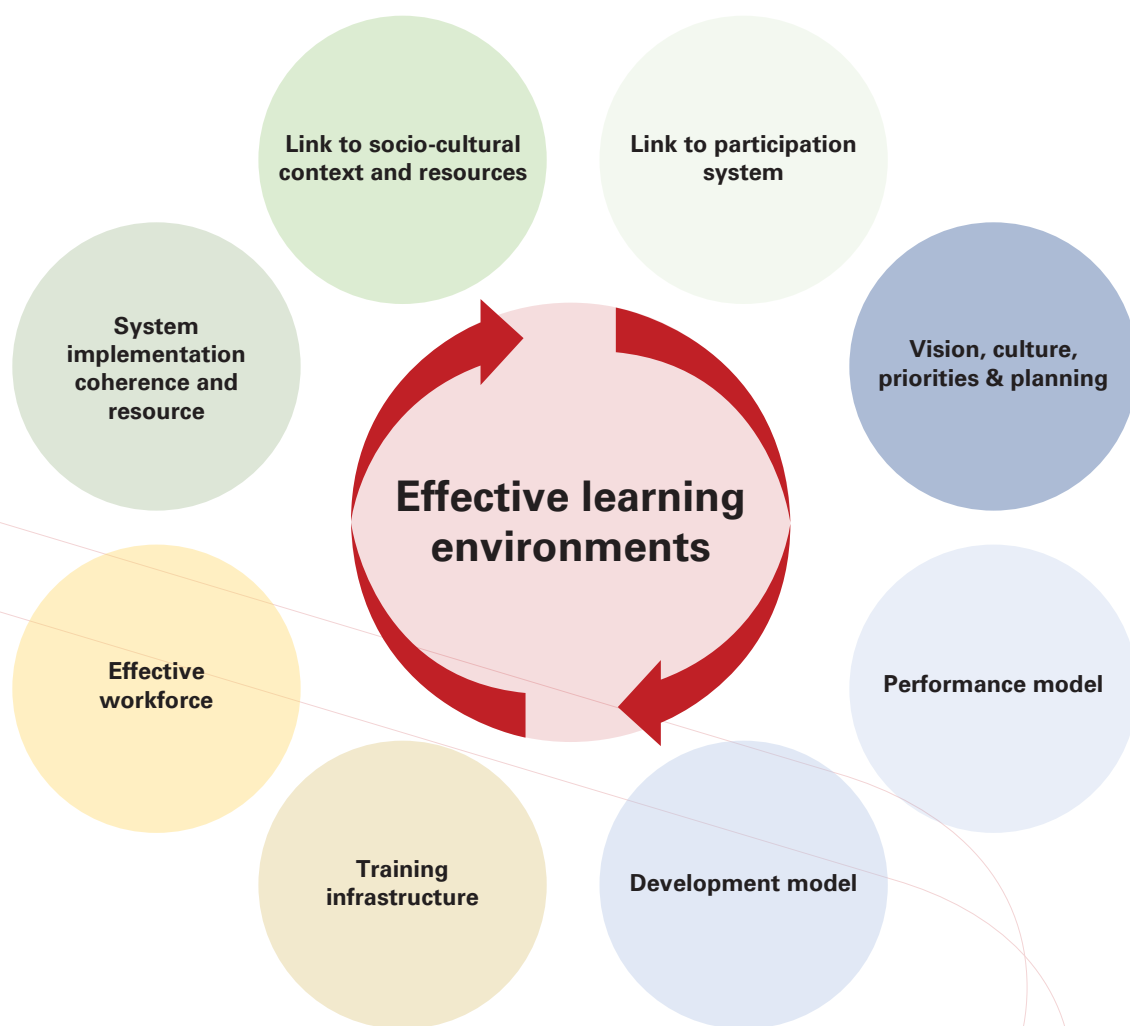 Link to socio-cultural
context and resources
Link to participation
system
System
implementation
coherence and
resource
Vision, culture,
priorities & planning
Effective learning
environments
Effective
workforce
Performance model
Training
infrastructure
Development model